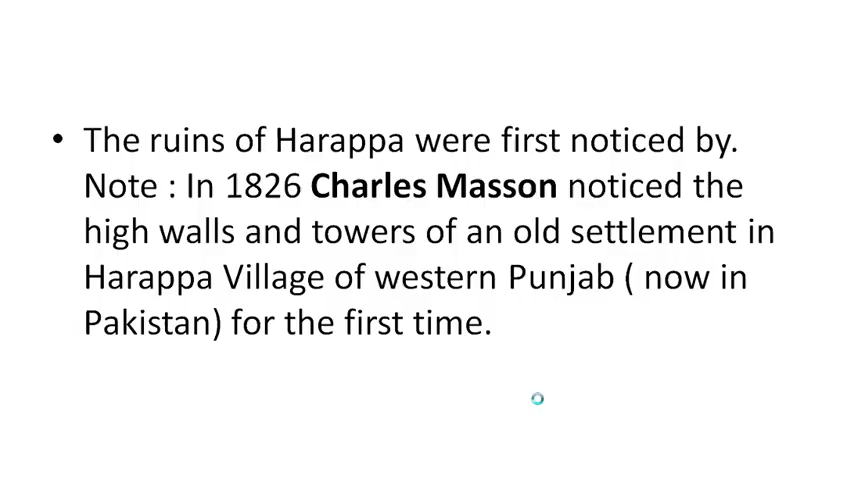 • The ruins of Harappa were first noticed by.
Note : In 1826 Charles Masson noticed the
high walls and towers of an old settlement in
Harappa Village of western Punjab ( now in
Pakistan) for the first time.